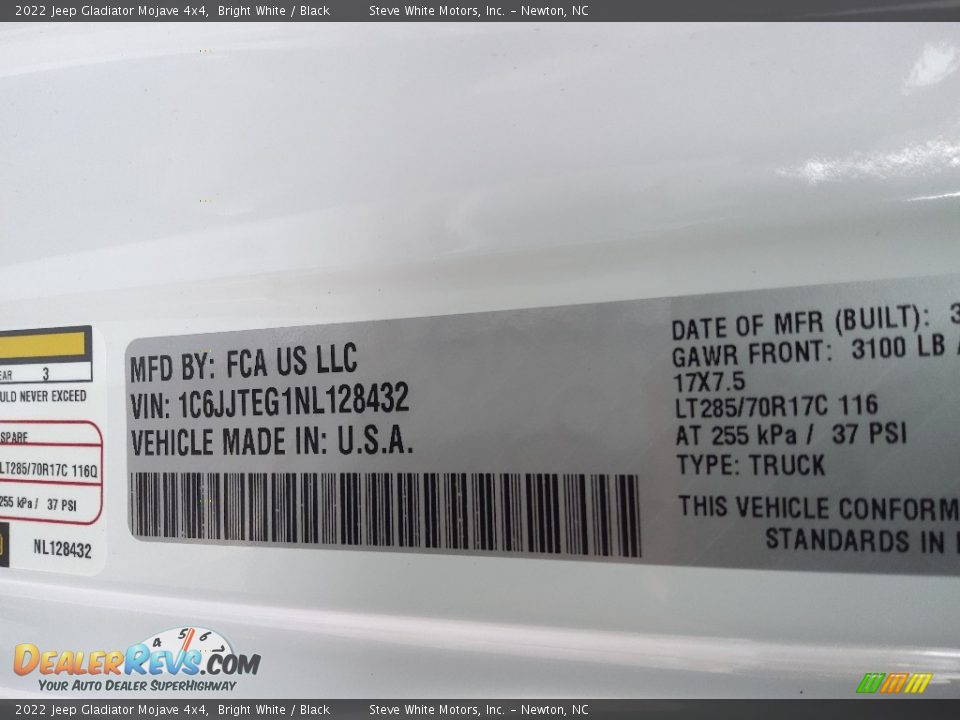 2022 Jeep Gladiator Mojave 4x4, Bright White / Black Steve White Motors, Inc. - Newton, NC
3
ULD NEVER EXCEED
SPARE
LT285/70R17C 116Q
255 kPa / 37 PSI
NL128432
MFD BY: FCA US LLC
VIN: 1C6JJTEG1NL128432
VEHICLE MADE IN: U.S.A.
DATE OF MFR (BUILT): 3
GAWR FRONT: 3100 LB
17X7.5
LT285/70R17C 116
AT 255 kPa / 37 PSI
TYPE: TRUCK
THIS VEHICLE CONFORM
STANDARDS IN
4 5 6
DEALERREVS.COM
YOUR AUTO DEALER SUPERHIGHWAY
2022 Jeep Gladiator Mojave 4x4, Bright White / Black Steve White Motors, Inc. - Newton, NC